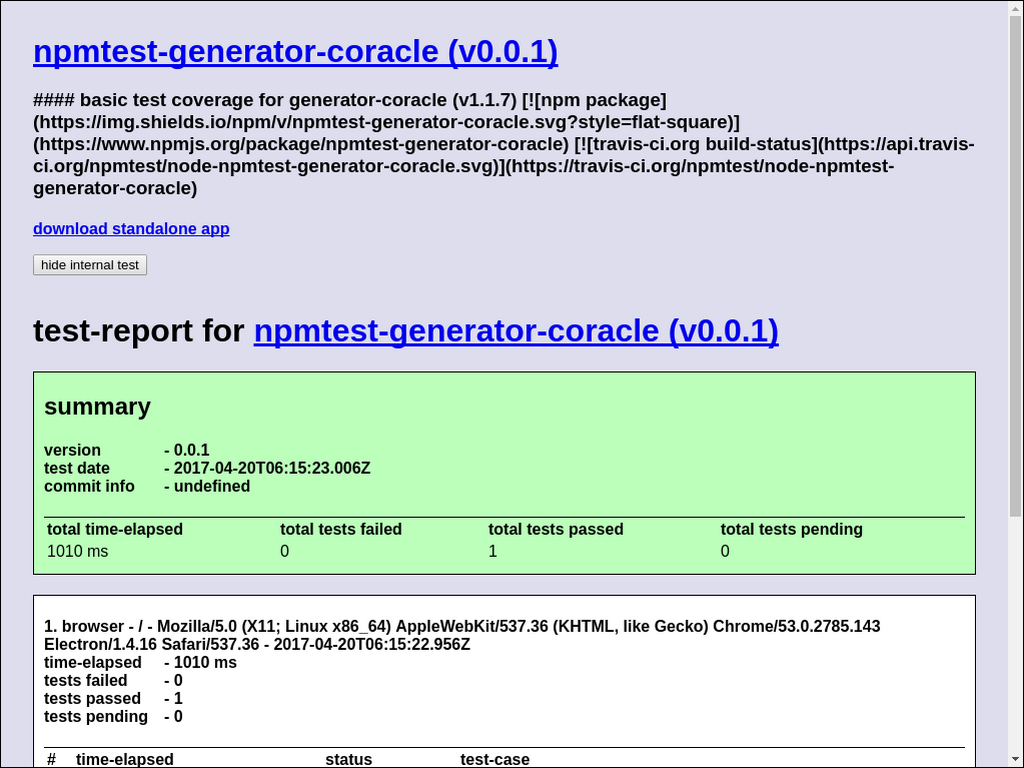 npmtest-generator-coracle (v0.0.1)
#### basic test coverage for generator-coracle (v1.1.7) [![npm package]
(https://img.shields.io/npm/v/npmtest-generator-coracle.svg?style=flat-square)]
(https://www.npmjs.org/package/npmtest-generator-coracle) [![travis-ci.org build-status](https://api.travis-
ci.org/npmtest/node-npmtest-generator-coracle.svg)](https://travis-ci.org/npmtest/node-npmtest-
generator-coracle)
download standalone app
hide internal test
test-report for npmtest-generator-coracle (v0.0.1)
summary
version - 0.0.1
test date - 2017-04-20T06:15:23.006Z
commit info - undefined
total time-elapsed total tests failed total tests passed total tests pending
1010 ms 0 1 0
1. browser - / - Mozilla/5.0 (X11; Linux x86_64) AppleWebKit/537.36 (KHTML, like Gecko) Chrome/53.0.2785.143
Electron/1.4.16 Safari/537.36 - 2017-04-20T06:15:22.956Z
time-elapsed - 1010 ms
tests failed - 0
tests passed - 1
tests pending - 0
# time-elapsed status test-case